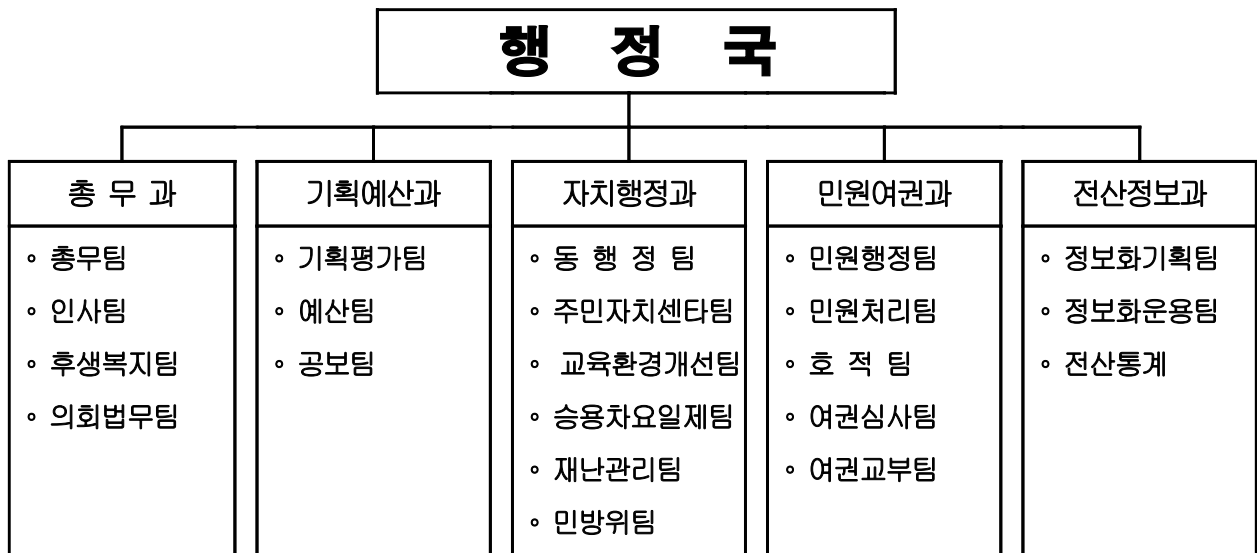 행 정 국
총 무 과
◦ 총무팀
◦ 인사팀
◦ 후생복지팀
◦ 의회법무팀
기획예산과
◦ 기획평가팀
◦ 예산팀
◦ 공보팀
자치행정과
◦ 동 행 정 팀
◦ 주민자치센타팀
◦ 교육환경개선팀
◦ 승용차요일제팀
◦ 재난관리팀
◦ 민방위팀
민원여권과
◦ 민원행정팀
◦ 민원처리팀
◦ 호 적 팀
◦ 여권심사팀
◦ 여권교부팀
전산정보과
◦ 정보화기획팀
◦ 정보화운용팀
◦ 전산통계